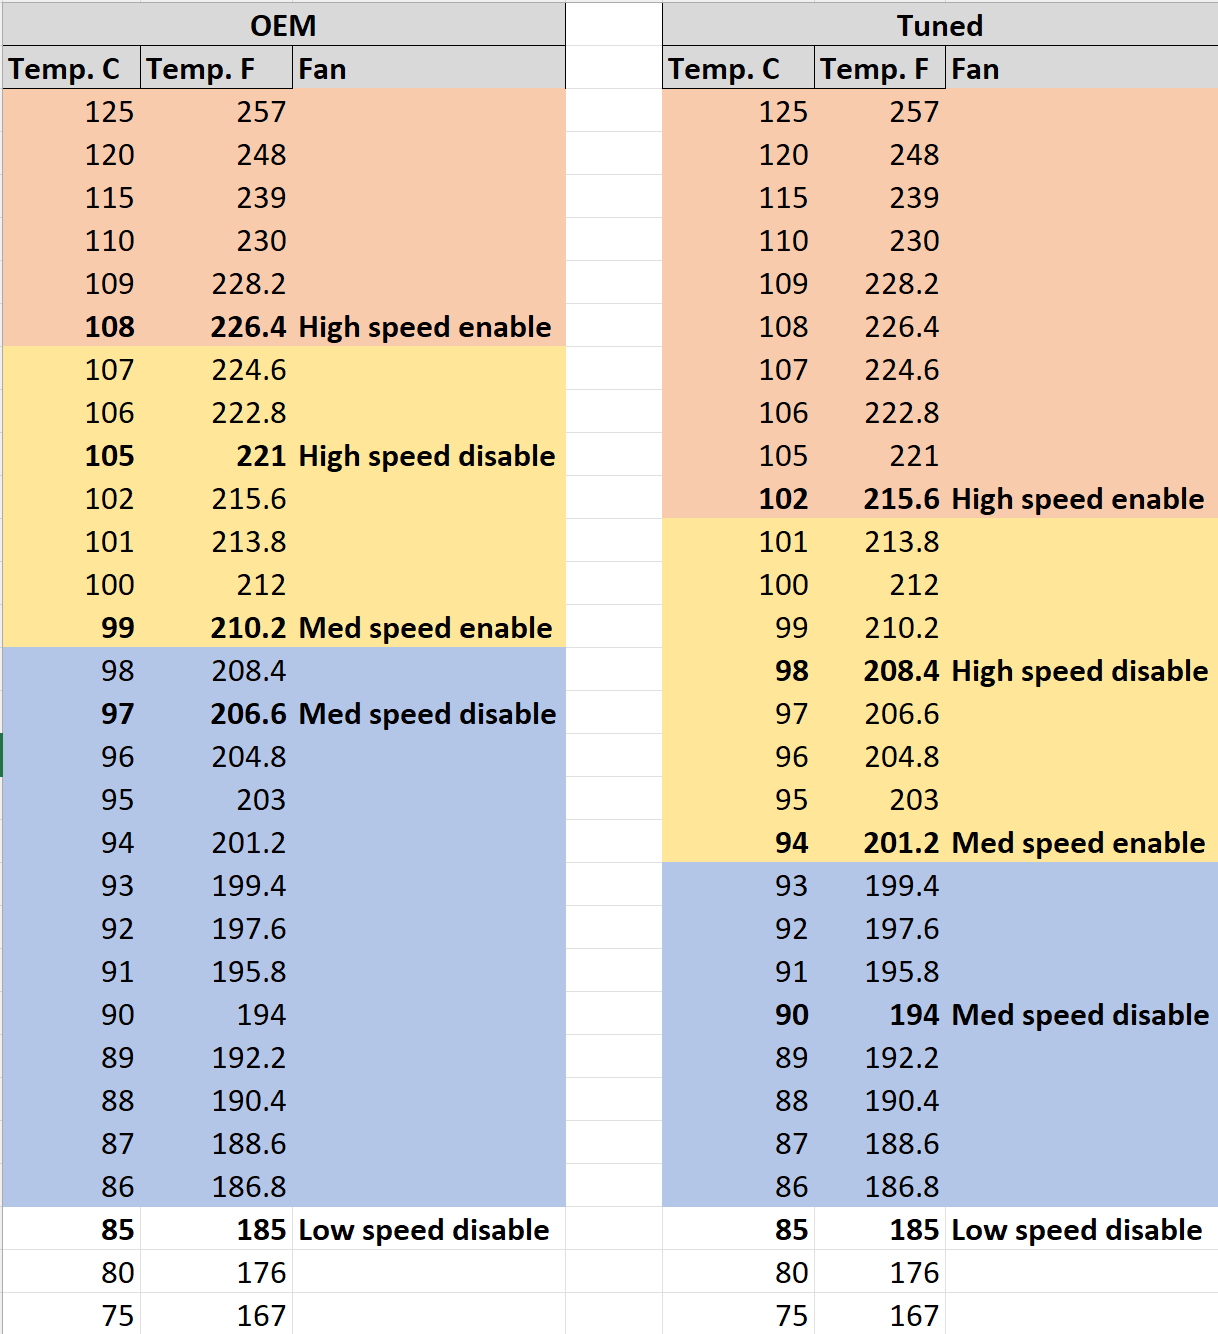 OEM Tuned
Temp. C Temp. F Fan Temp. C Temp. F Fan
125 257 125 257
120 248 120 248
115 239 115 239
110 230 110 230
109 228.2 109 228.2
108 226.4 High speed enable 108 226.4
107 224.6 107 224.6
106 222.8 106 222.8
105 221 High speed disable 105 221
102 215.6 102 215.6 High speed enable
101 213.8 101 213.8
100 212 100 212
99 210.2 Med speed enable 99 210.2
98 208.4 98 208.4 High speed disable
97 206.6 Med speed disable 97 206.6
96 204.8 96 204.8
95 203 95 203
94 201.2 94 201.2 Med speed enable
93 199.4 93 199.4
92 197.6 92 197.6
91 195.8 91 195.8
90 194 90 194 Med speed disable
89 192.2 89 192.2
88 190.4 88 190.4
87 188.6 87 188.6
86 186.8 86 186.8
85 185 Low speed disable 85 185 Low speed disable
80 176 80 176
75 167 75 167